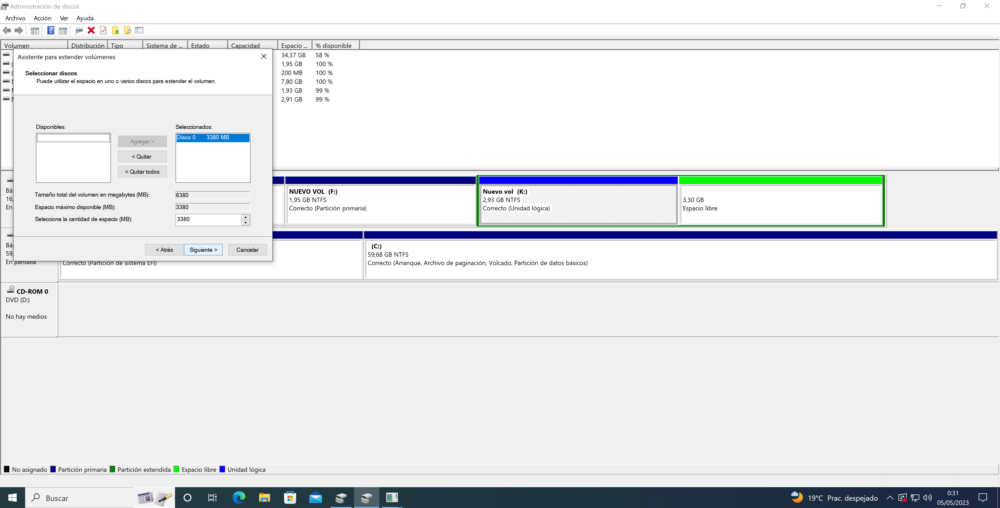 Administración de discos
Archivo Acción Ver Ayuda
Volumen Distribución Tipo Sistema de ... Estado Capacidad Espacio ... % disponible
34,37 GB 58 %
1,95 GB 100 %
200 MB 100 %
7,80 GB 100 %
1,93 GB 99 %
2,91 GB 99 %
Asistente para extender volúmenes
Seleccionar discos
Puede utilizar el espacio en uno o varios discos para extender el volumen.
Disponibles: Seleccionados:
Disco 0 3380 MB
Agregar >
< Quitar
< Quitar todos
Tamaño total del volumen en megabytes (MB): 6380
Espacio máximo disponible (MB): 3380
Seleccione la cantidad de espacio (MB): 3380
< Atrás Siguiente > Cancelar
Bás
16,
En
NUEVO VOL (F:)
1,95 GB NTFS
Correcto (Partición primaria)
Nuevo vol (K:)
2,93 GB NTFS
Correcto (Unidad lógica)
3,30 GB
Espacio libre
Bás
59,
En pantalla
Correcto (Partición de sistema EFI)
(C:)
59,68 GB NTFS
Correcto (Arranque, Archivo de paginación, Volcado, Partición de datos básicos)
CD-ROM 0
DVD (D:)
No hay medios
No asignado Partición primaria Partición extendida Espacio libre Unidad lógica
Buscar
19°C Prac. despejado
0:31
05/05/2023